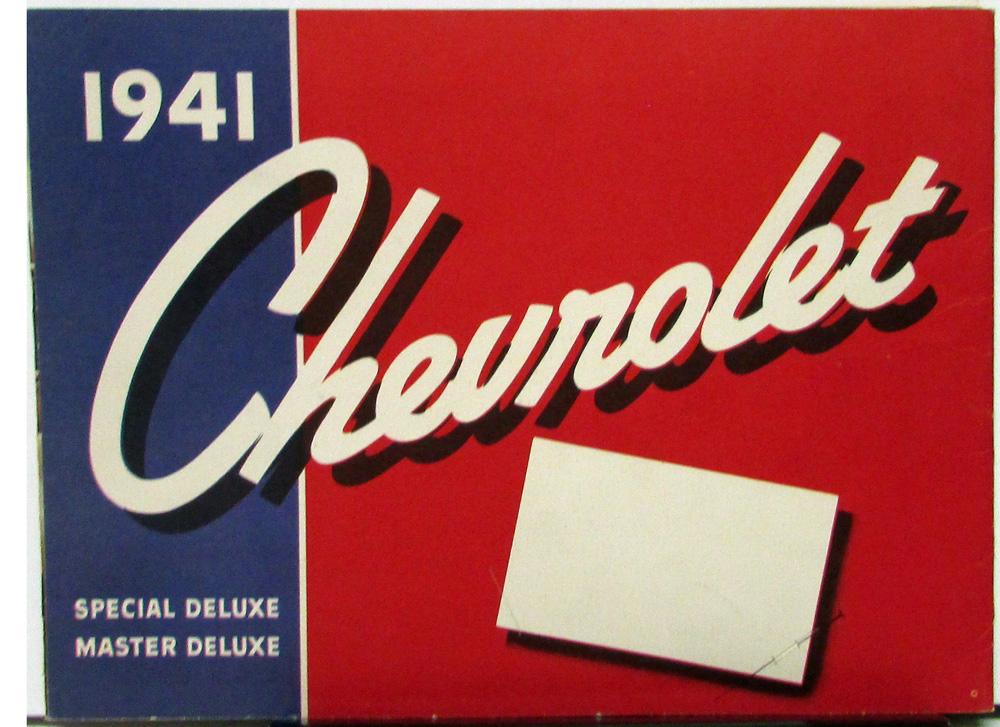 1941
Chevrolet
SPECIAL DELUXE
MASTER DELUXE